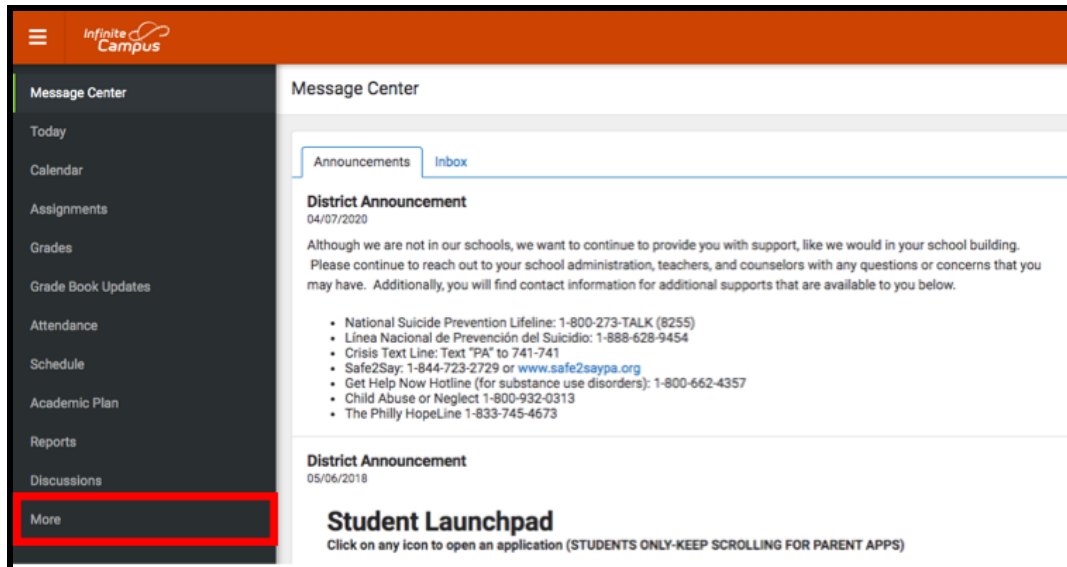 Infinite
Campus
Message Center
Today
Calendar
Assignments
Grades
Grade Book Updates
Attendance
Schedule
Academic Plan
Reports
Discussions
More
Message Center
Announcements
Inbox
District Announcement
04/07/2020
Although we are not in our schools, we want to continue to provide you with support, like we would in your school building.
Please continue to reach out to your school administration, teachers, and counselors with any questions or concerns that you
may have. Additionally, you will find contact information for additional supports that are available to you below.
• National Suicide Prevention Lifeline: 1-800-273-TALK (8255)
• Línea Nacional de Prevención del Suicidio: 1-888-628-9454
• Crisis Text Line: Text "PA" to 741-741
• Safe2Say: 1-844-723-2729 or www.safe2saypa.org
• Get Help Now Hotline (for substance use disorders): 1-800-662-4357
• Child Abuse or Neglect 1-800-932-0313
• The Philly HopeLine 1-833-745-4673
District Announcement
05/06/2018
Student Launchpad
Click on any icon to open an application (STUDENTS ONLY-KEEP SCROLLING FOR PARENT APPS)